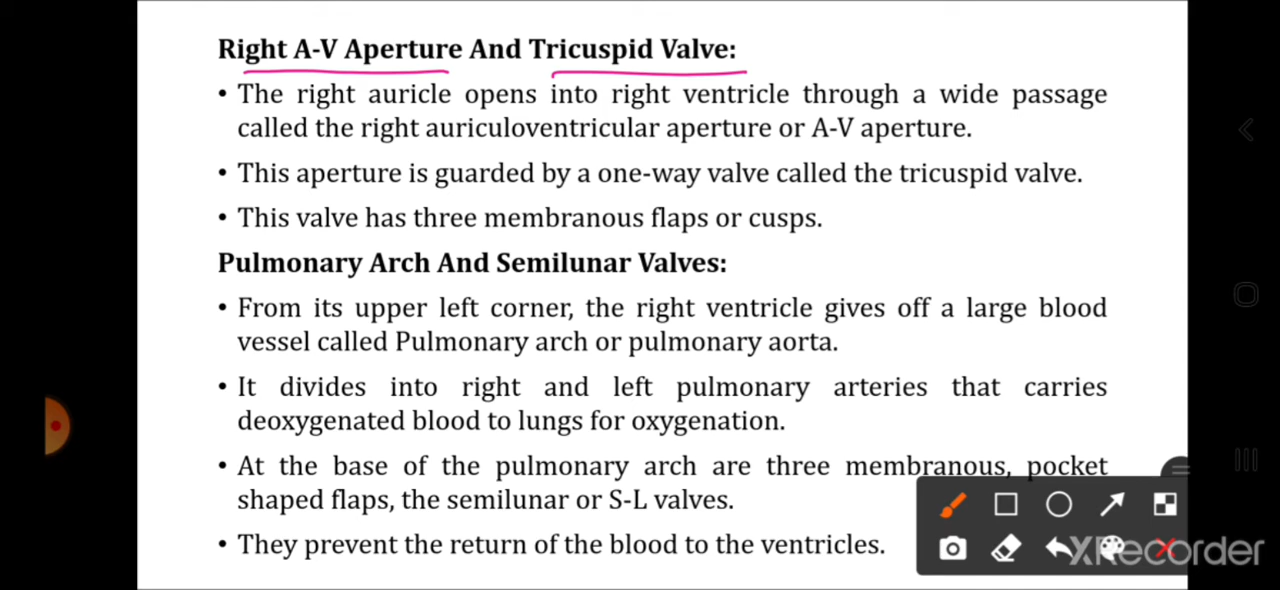 Right A-V Aperture And Tricuspid Valve:
• The right auricle opens into right ventricle through a wide passage
called the right auriculoventricular aperture or A-V aperture.
• This aperture is guarded by a one-way valve called the tricuspid valve.
• This valve has three membranous flaps or cusps.
Pulmonary Arch And Semilunar Valves:
• From its upper left corner, the right ventricle gives off a large blood
vessel called Pulmonary arch or pulmonary aorta.
• It divides into right and left pulmonary arteries that carries
deoxygenated blood to lungs for oxygenation.
• At the base of the pulmonary arch are three membranous, pocket
shaped flaps, the semilunar or S-L valves.
• They prevent the return of the blood to the ventricles.
XRecorder